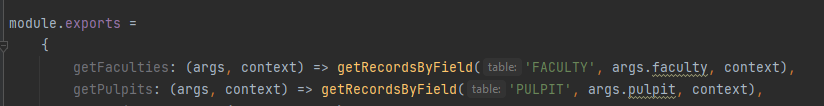 module.exports =
{
getFaculties: (args, context) => getRecordsByField( table: 'FACULTY', args.faculty, context),
getPulpits: (args, context) => getRecordsByField( table: 'PULPIT', args.pulpit, context),